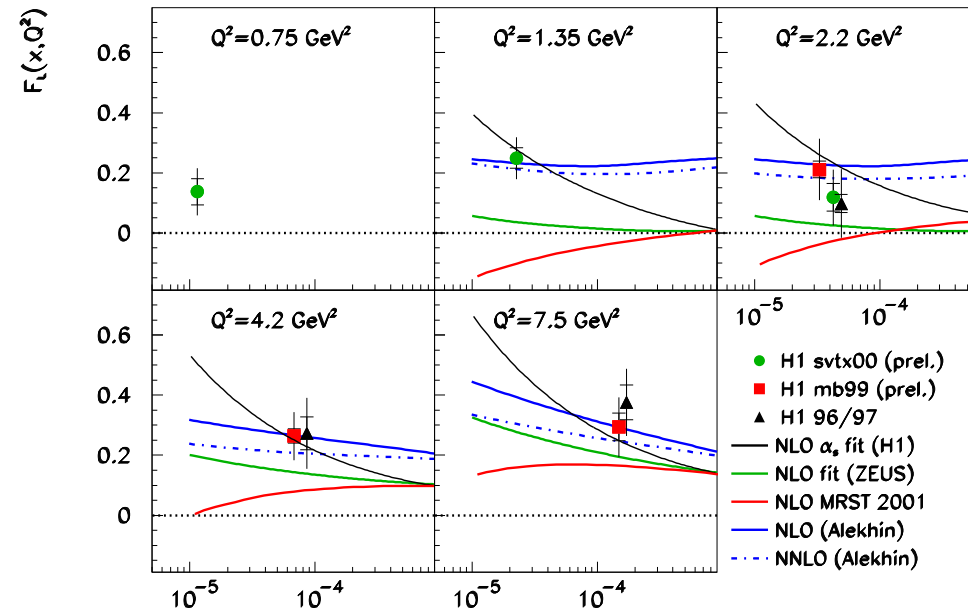 F_L(x,Q²)
Q²=0.75 GeV²
Q²=1.35 GeV²
Q²=2.2 GeV²
0.6
0.4
0.2
0
10⁻⁵ 10⁻⁴
Q²=4.2 GeV²
Q²=7.5 GeV²
0.6
0.4
0.2
0
10⁻⁵ 10⁻⁴
10⁻⁵ 10⁻⁴
H1 svtx00 (prel.)
H1 mb99 (prel.)
H1 96/97
NLO αₛ fit (H1)
NLO fit (ZEUS)
NLO MRST 2001
NLO (Alekhin)
NNLO (Alekhin)